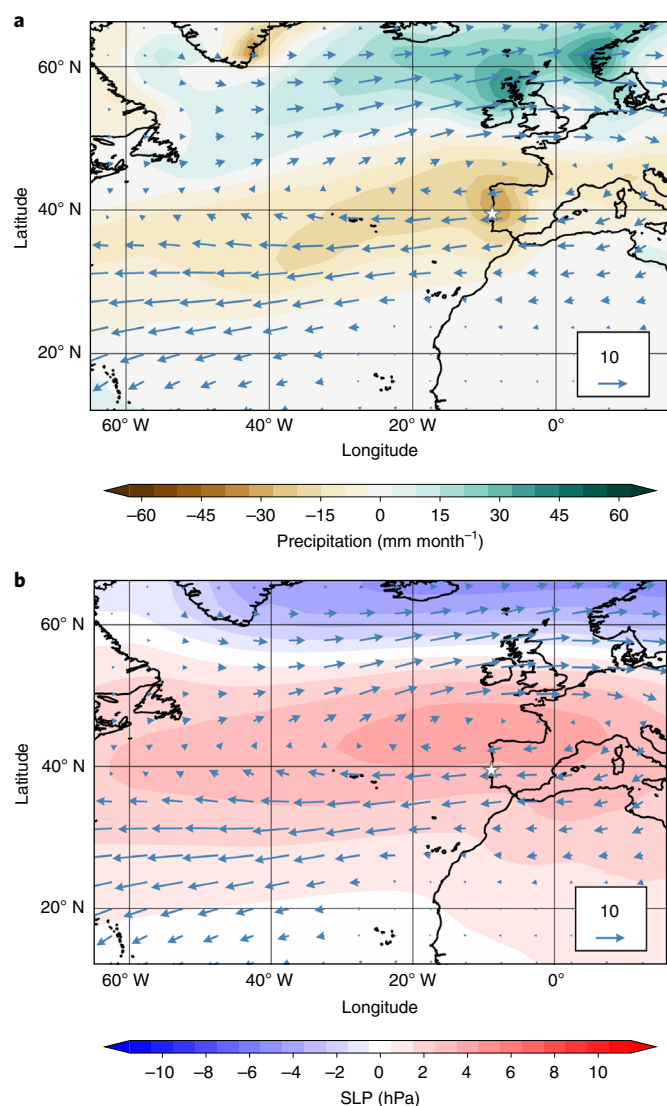 a
60° N
Latitude
40° N
20° N
10
60° W 40° W 20° W 0°
Longitude
−60 −45 −30 −15 0 15 30 45 60
Precipitation (mm month⁻¹)
b
60° N
Latitude
40° N
20° N
10
60° W 40° W 20° W 0°
Longitude
−10 −8 −6 −4 −2 0 2 4 6 8 10
SLP (hPa)